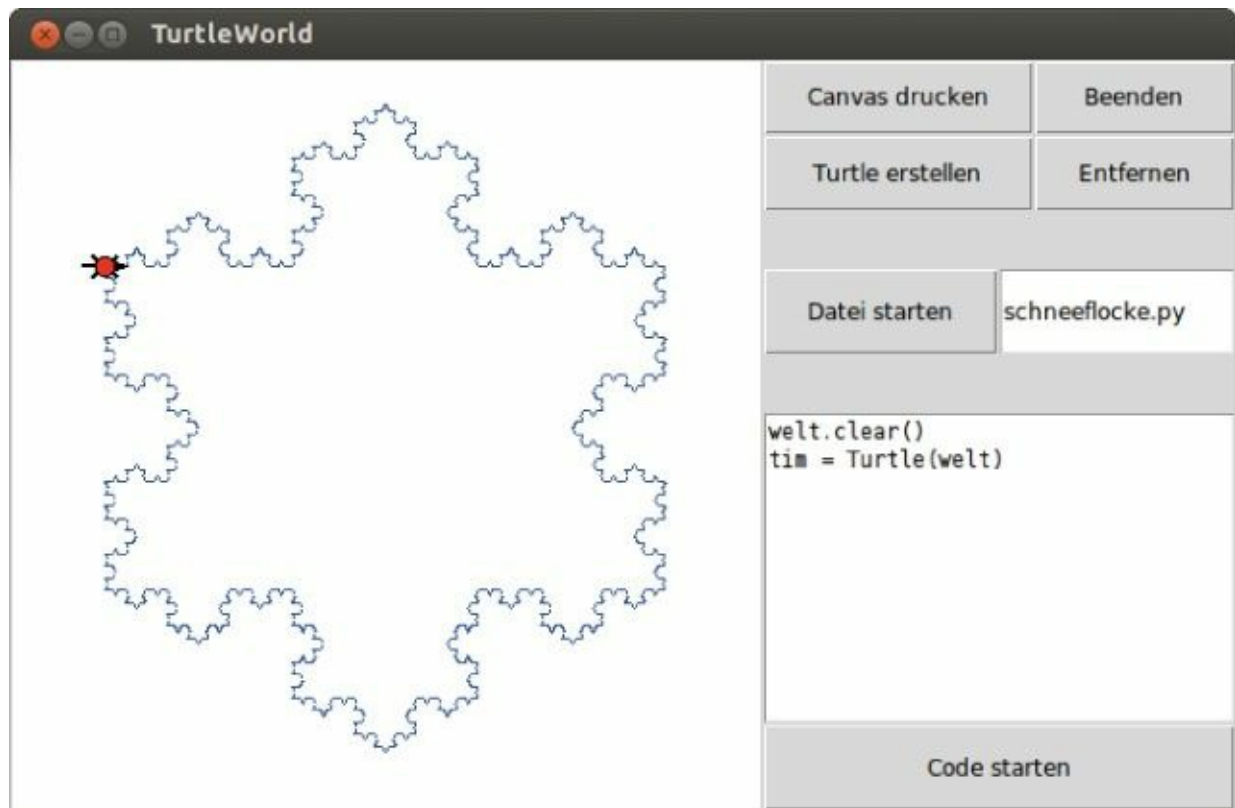 TurtleWorld
Canvas drucken
Beenden
Turtle erstellen
Entfernen
Datei starten
schneeflocke.py
welt.clear()
tim = Turtle(welt)
Code starten